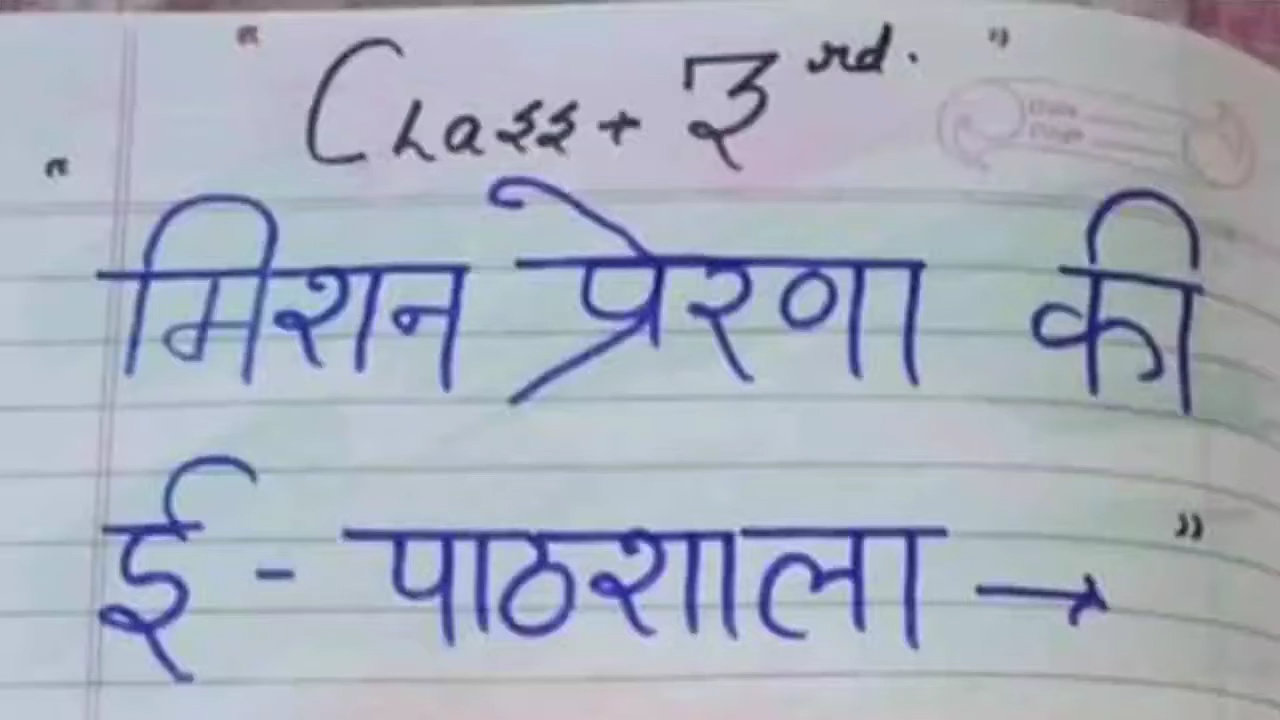 " Class + 3rd. "
" मिशन प्रेरणा की
ई - पाठशाला → "